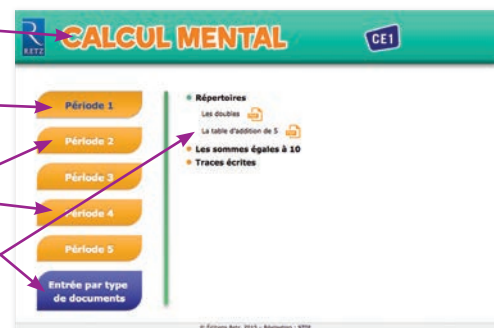 RETZ
CALCUL MENTAL
CE1
Période 1
Période 2
Période 3
Période 4
Période 5
Entrée par type
de documents
Répertoires
Les doubles
La table d'addition de 5
Les sommes égales à 10
Traces écrites